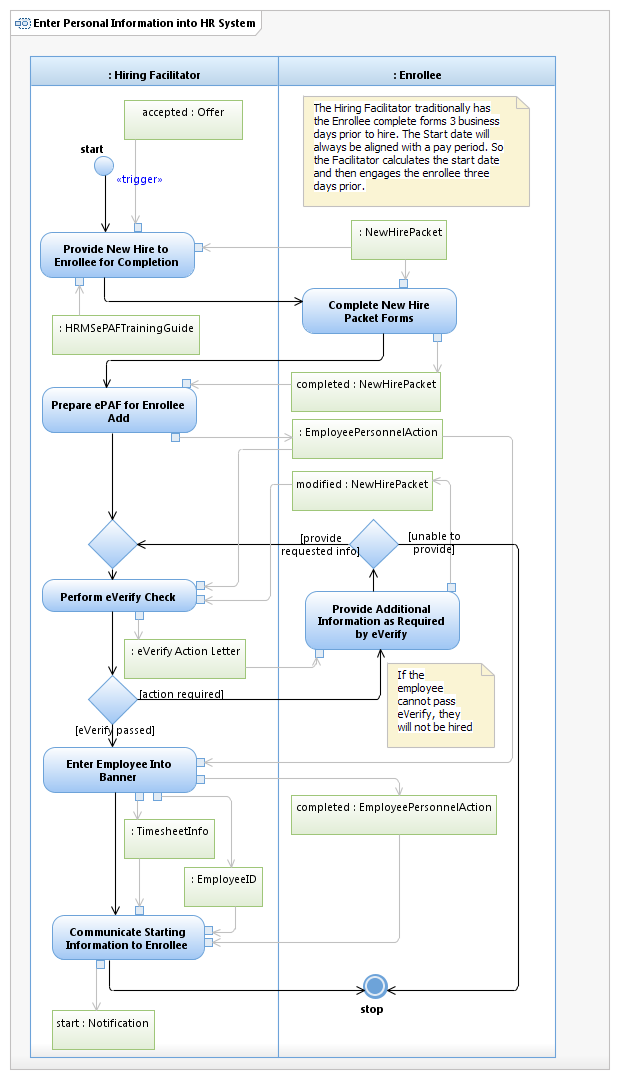 Enter Personal Information into HR System
: Hiring Facilitator
: Enrollee
accepted : Offer
The Hiring Facilitator traditionally has
the Enrollee complete forms 3 business
days prior to hire. The Start date will
always be aligned with a pay period. So
the Facilitator calculates the start date
and then engages the enrollee three
days prior.
start
«trigger»
: NewHirePacket
Provide New Hire to
Enrollee for Completion
Complete New Hire
Packet Forms
: HRMSePAFTrainingGuide
completed : NewHirePacket
Prepare ePAF for Enrollee
Add
: EmployeePersonnelAction
modified : NewHirePacket
[provide
requested info]
[unable to
provide]
Perform eVerify Check
Provide Additional
Information as Required
by eVerify
: eVerify Action Letter
[action required]
If the
employee
cannot pass
eVerify, they
will not be hired
[eVerify passed]
Enter Employee Into
Banner
completed : EmployeePersonnelAction
: TimesheetInfo
: EmployeeID
Communicate Starting
Information to Enrollee
stop
start : Notification